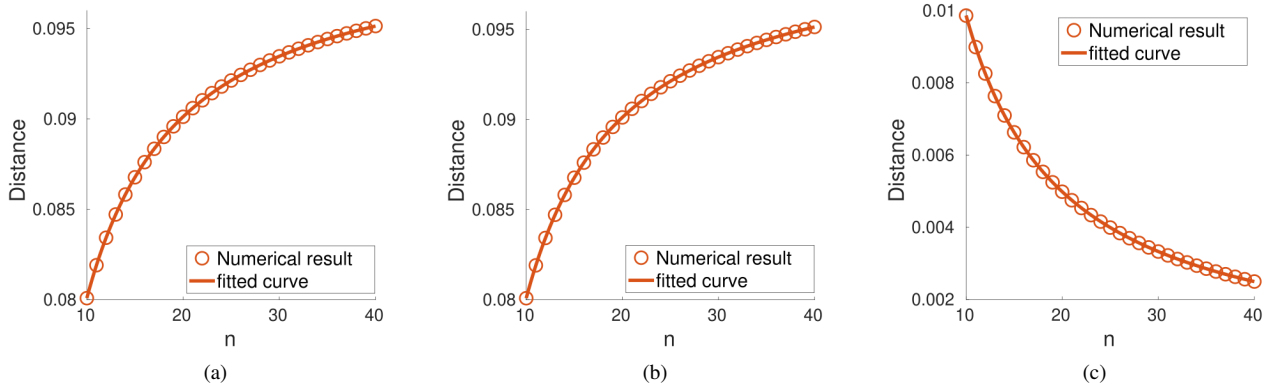 0.095
0.09
0.085
0.08
Distance
10
20
30
40
n
Numerical result
fitted curve
(a)
0.095
0.09
0.085
0.08
Distance
10
20
30
40
n
Numerical result
fitted curve
(b)
0.01
0.008
0.006
0.004
0.002
Distance
10
20
30
40
n
Numerical result
fitted curve
(c)